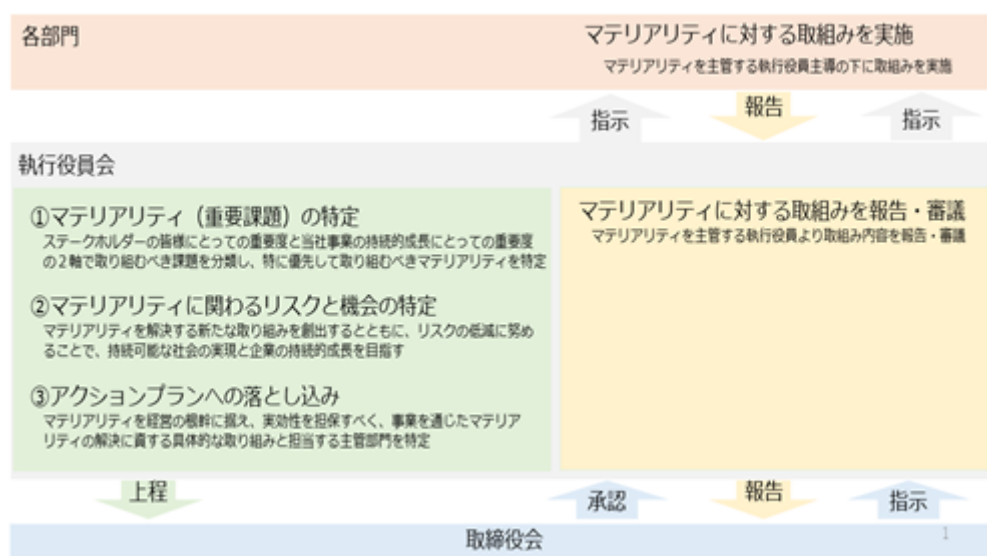 各部門
マテリアリティに対する取組みを実施
マテリアリティを主管する執行役員主導の下に取組みを実施
指示
報告
指示
執行役員会
①マテリアリティ（重要課題）の特定
ステークホルダーの皆様にとっての重要度と当社事業の持続的成長にとっての重要度
の２軸で取り組むべき課題を分類し、特に優先して取り組むべきマテリアリティを特定
②マテリアリティに関わるリスクと機会の特定
マテリアリティを解決する新たな取り組みを創出するとともに、リスクの低減に努め
ることで、持続可能な社会の実現と企業の持続的成長を目指す
③アクションプランへの落とし込み
マテリアリティを経営の根幹に据え、実効性を担保すべく、事業を通じたマテリア
リティの解決に資する具体的な取り組みと担当する主管部門を特定
マテリアリティに対する取組みを報告・審議
マテリアリティを主管する執行役員より取組み内容を報告・審議
上程
承認
報告
指示
取締役会
1